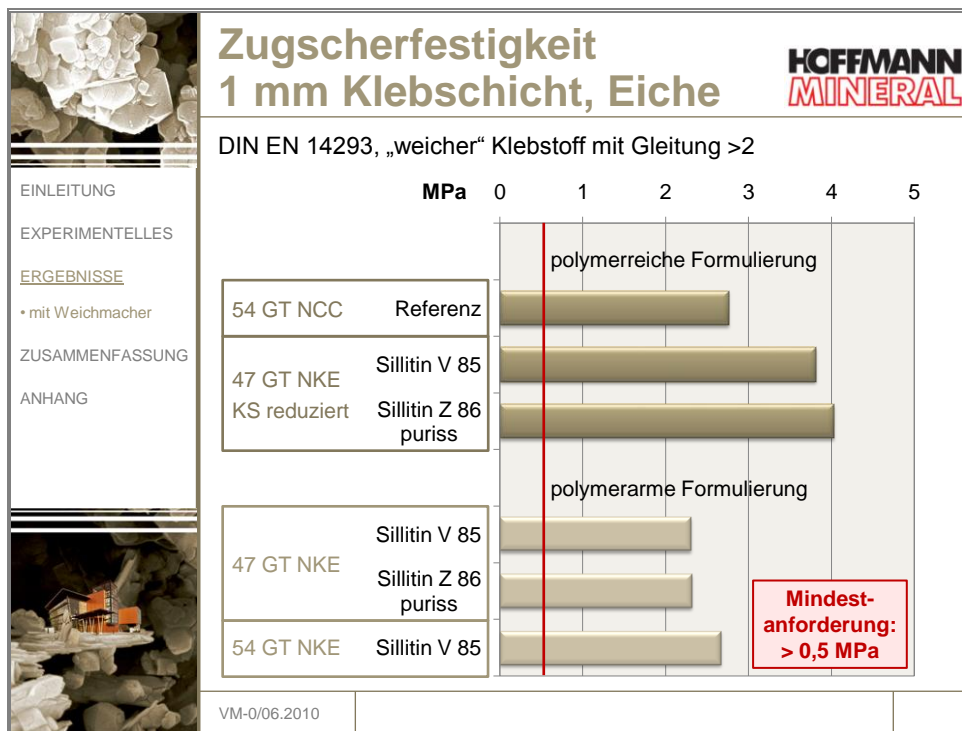 Zugscherfestigkeit
1 mm Klebschicht, Eiche
HOFFMANN
MINERAL
DIN EN 14293, „weicher“ Klebstoff mit Gleitung >2
EINLEITUNG
EXPERIMENTELLES
ERGEBNISSE
• mit Weichmacher
ZUSAMMENFASSUNG
ANHANG
MPa 0 1 2 3 4 5
polymerreiche Formulierung
54 GT NCC Referenz
47 GT NKE
KS reduziert
Sillitin V 85
Sillitin Z 86
puriss
polymerarme Formulierung
47 GT NKE
Sillitin V 85
Sillitin Z 86
puriss
54 GT NKE Sillitin V 85
Mindest-
anforderung:
> 0,5 MPa
VM-0/06.2010